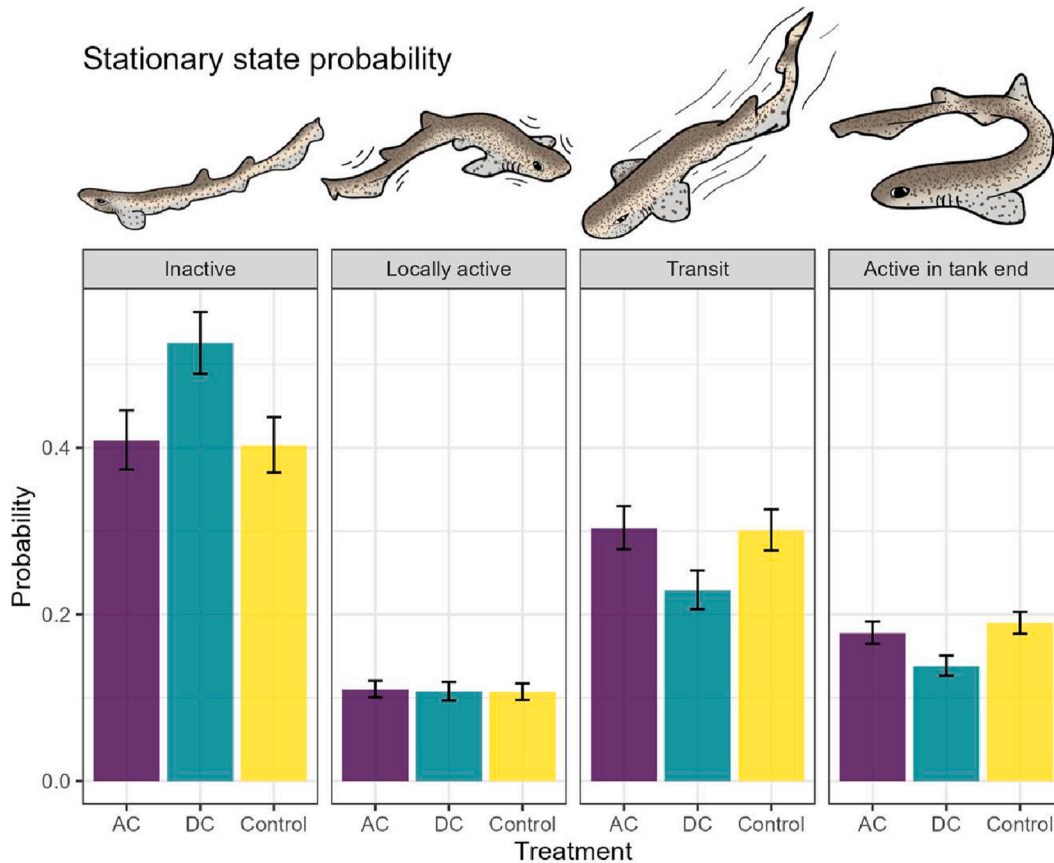 Stationary state probability
Inactive
Locally active
Transit
Active in tank end
Probability
0.4
0.2
0.0
AC DC Control AC DC Control AC DC Control AC DC Control
Treatment